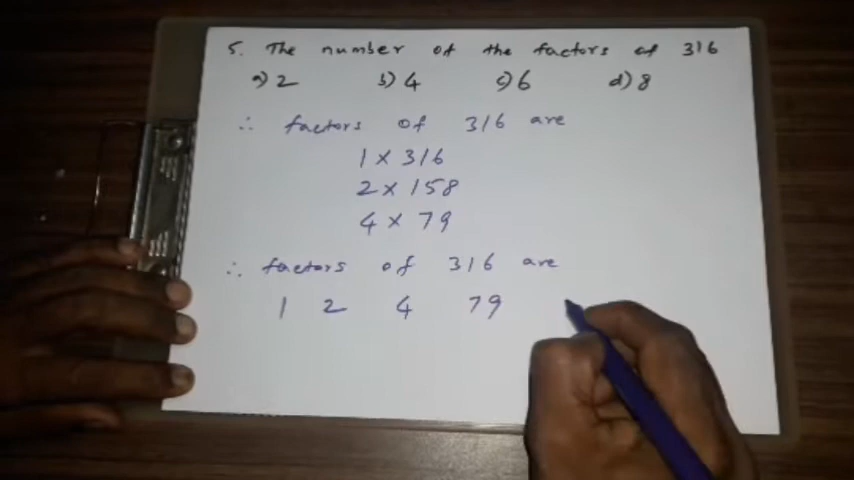 5. The number of the factors of 316
a) 2 b) 4 c) 6 d) 8
∴ factors of 316 are
1 × 316
2 × 158
4 × 79
∴ factors of 316 are
1 2 4 79